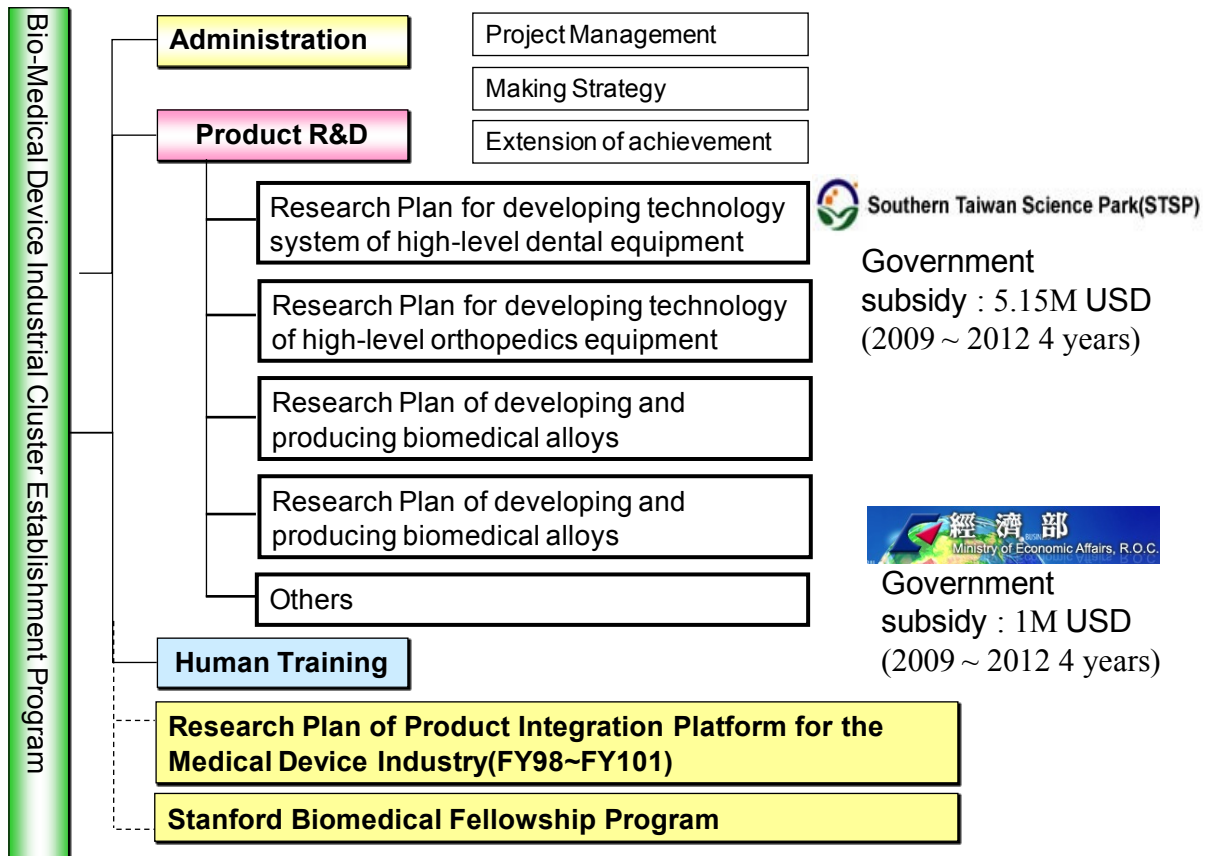 Bio-Medical Device Industrial Cluster Establishment Program
Administration
Project Management
Making Strategy
Extension of achievement
Product R&D
Research Plan for developing technology
system of high-level dental equipment
Southern Taiwan Science Park(STSP)
Government
subsidy : 5.15M USD
(2009 ~ 2012 4 years)
Research Plan for developing technology
of high-level orthopedics equipment
Research Plan of developing and
producing biomedical alloys
Research Plan of developing and
producing biomedical alloys
經濟部
Ministry of Economic Affairs, R.O.C.
Government
subsidy : 1M USD
(2009 ~ 2012 4 years)
Others
Human Training
Research Plan of Product Integration Platform for the
Medical Device Industry(FY98~FY101)
Stanford Biomedical Fellowship Program